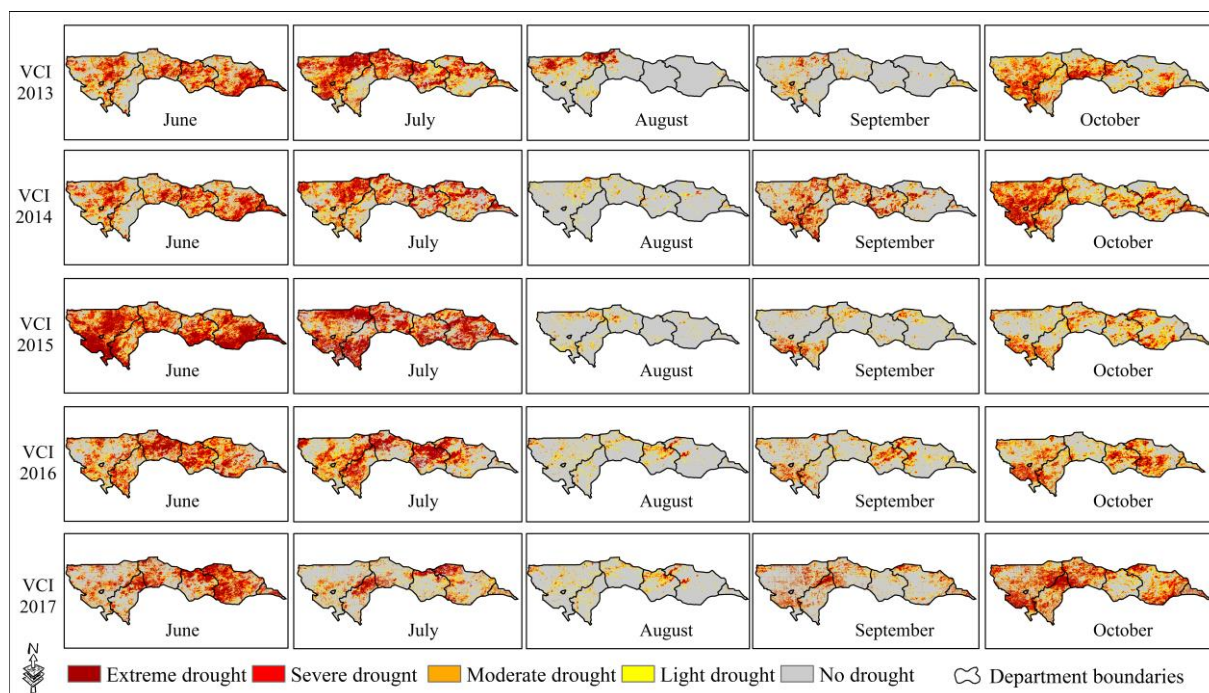 VCI
2013
June
July
August
September
October
VCI
2014
June
July
August
September
October
VCI
2015
June
July
August
September
October
VCI
2016
June
July
August
September
October
VCI
2017
June
July
August
September
October
N
Extreme drought
Severe drougnt
Moderate drought
Light drought
No drought
Department boundaries